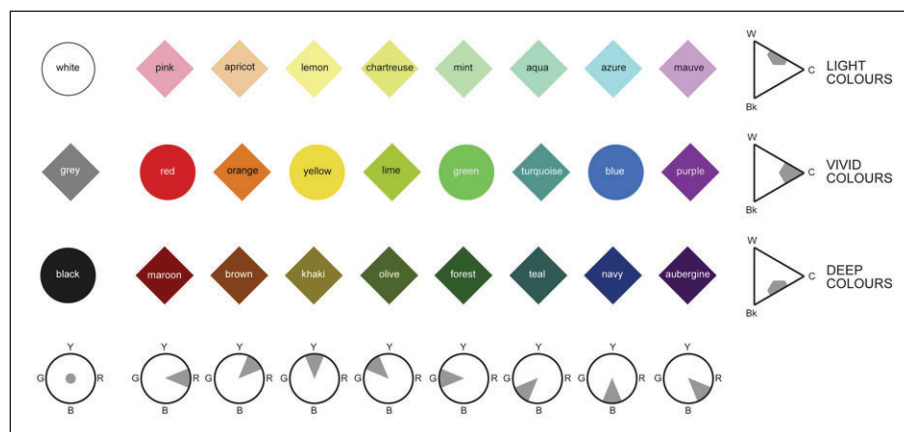 W
white pink apricot lemon chartreuse mint aqua azure mauve C LIGHT
COLOURS
Bk
W
grey red orange yellow lime green turquoise blue purple C VIVID
COLOURS
Bk
W
black maroon brown khaki olive forest teal navy aubergine C DEEP
COLOURS
Bk
Y Y Y Y Y Y Y Y Y
G R G R G R G R G R G R G R G R G R
B B B B B B B B B